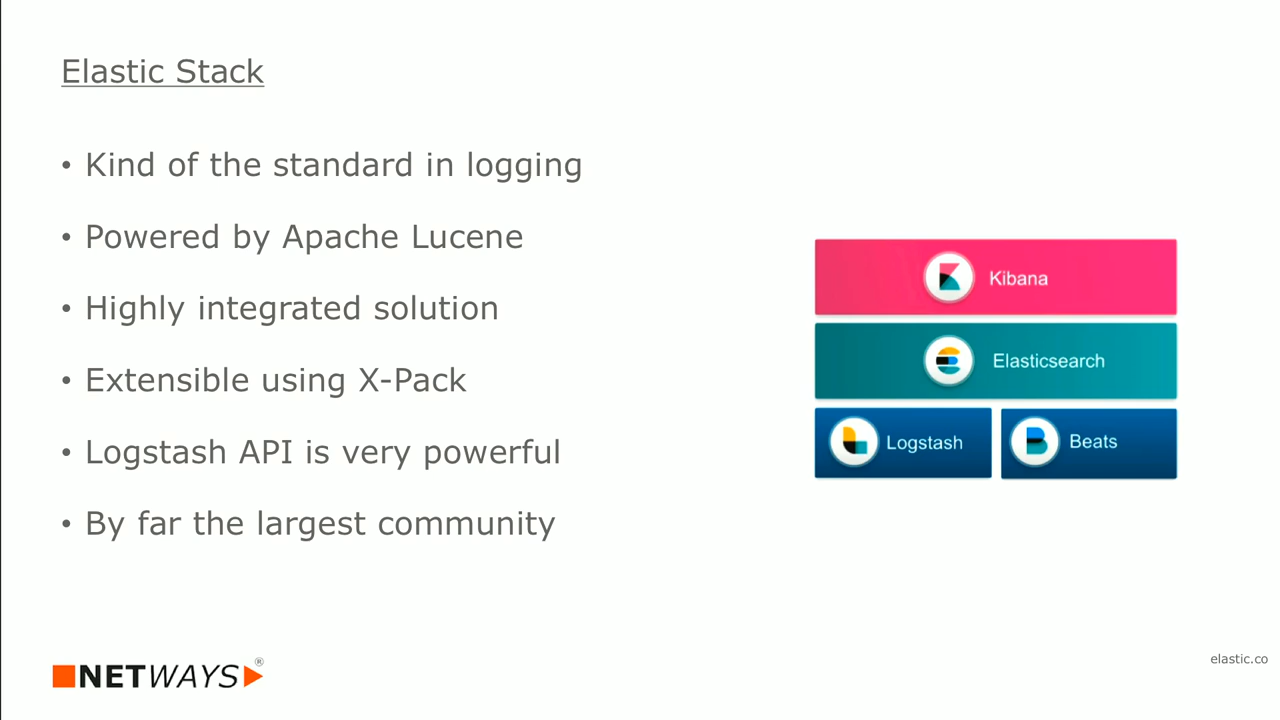 Elastic Stack
• Kind of the standard in logging
• Powered by Apache Lucene
• Highly integrated solution
• Extensible using X-Pack
• Logstash API is very powerful
• By far the largest community
Kibana
Elasticsearch
Logstash
Beats
NETWAYS®
elastic.co